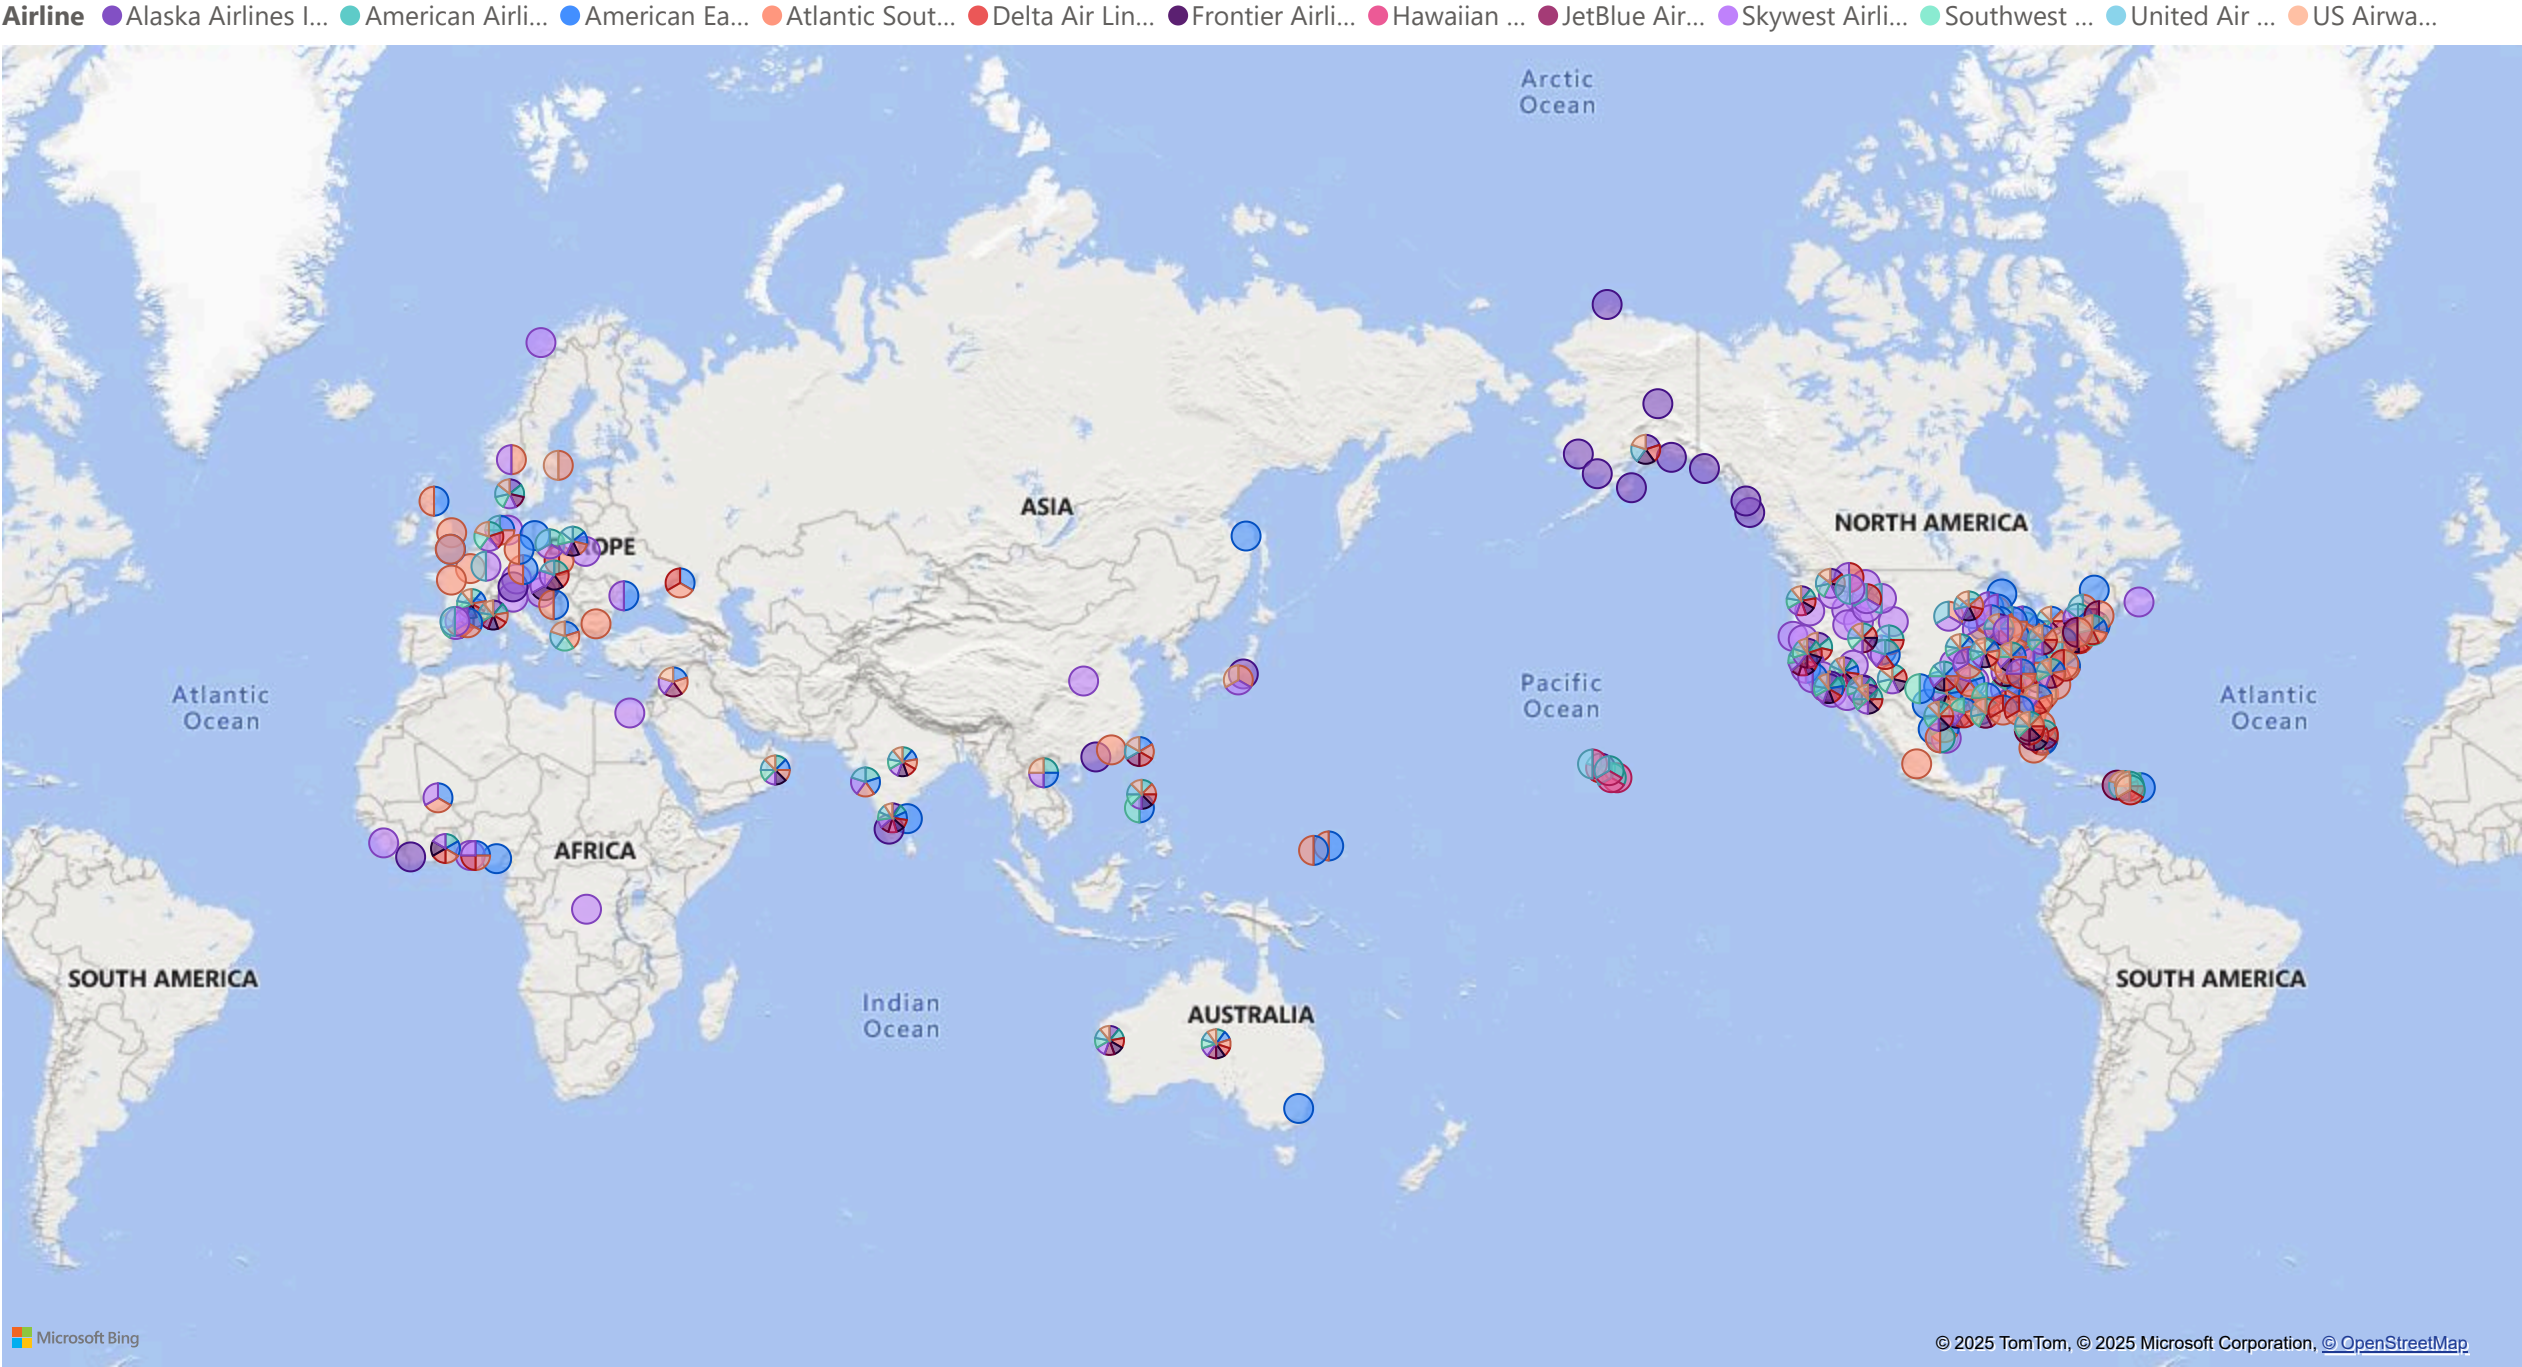 Airline Alaska Airlines I... American Airli... American Ea... Atlantic Sout... Delta Air Lin... Frontier Airli... Hawaiian ... JetBlue Air... Skywest Airli... Southwest ... United Air ... US Airwa...
Arctic
Ocean
ASIA
NORTH AMERICA
ROPE
Atlantic
Ocean
Pacific
Ocean
Atlantic
Ocean
AFRICA
SOUTH AMERICA
Indian
Ocean
AUSTRALIA
SOUTH AMERICA
Microsoft Bing
© 2025 TomTom, © 2025 Microsoft Corporation, © OpenStreetMap